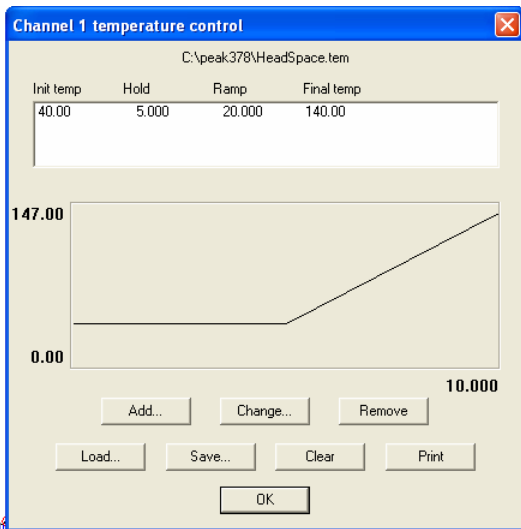 Channel 1 temperature control
C:\peak378\HeadSpace.tem
Init temp Hold Ramp Final temp
40.00 5.000 20.000 140.00
147.00
0.00
10.000
Add... Change... Remove
Load... Save... Clear Print
OK